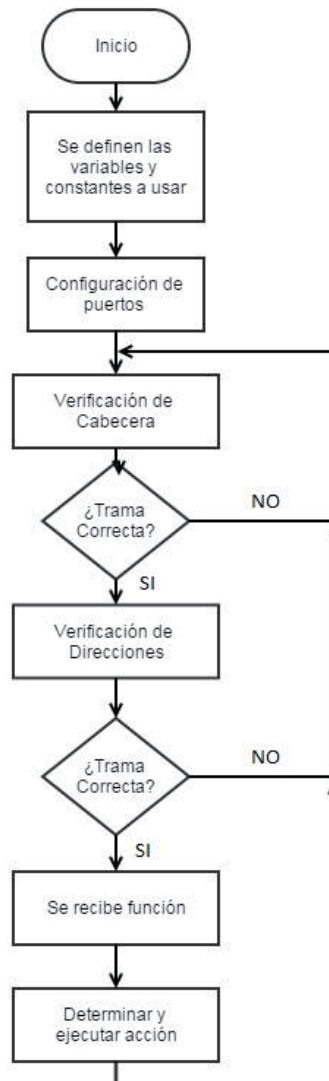 Inicio
Se definen las
variables y
constantes a usar
Configuración de
puertos
Verificación de
Cabecera
¿Trama
Correcta?
NO
SI
Verificación de
Direcciones
¿Trama
Correcta?
NO
SI
Se recibe función
Determinar y
ejecutar acción